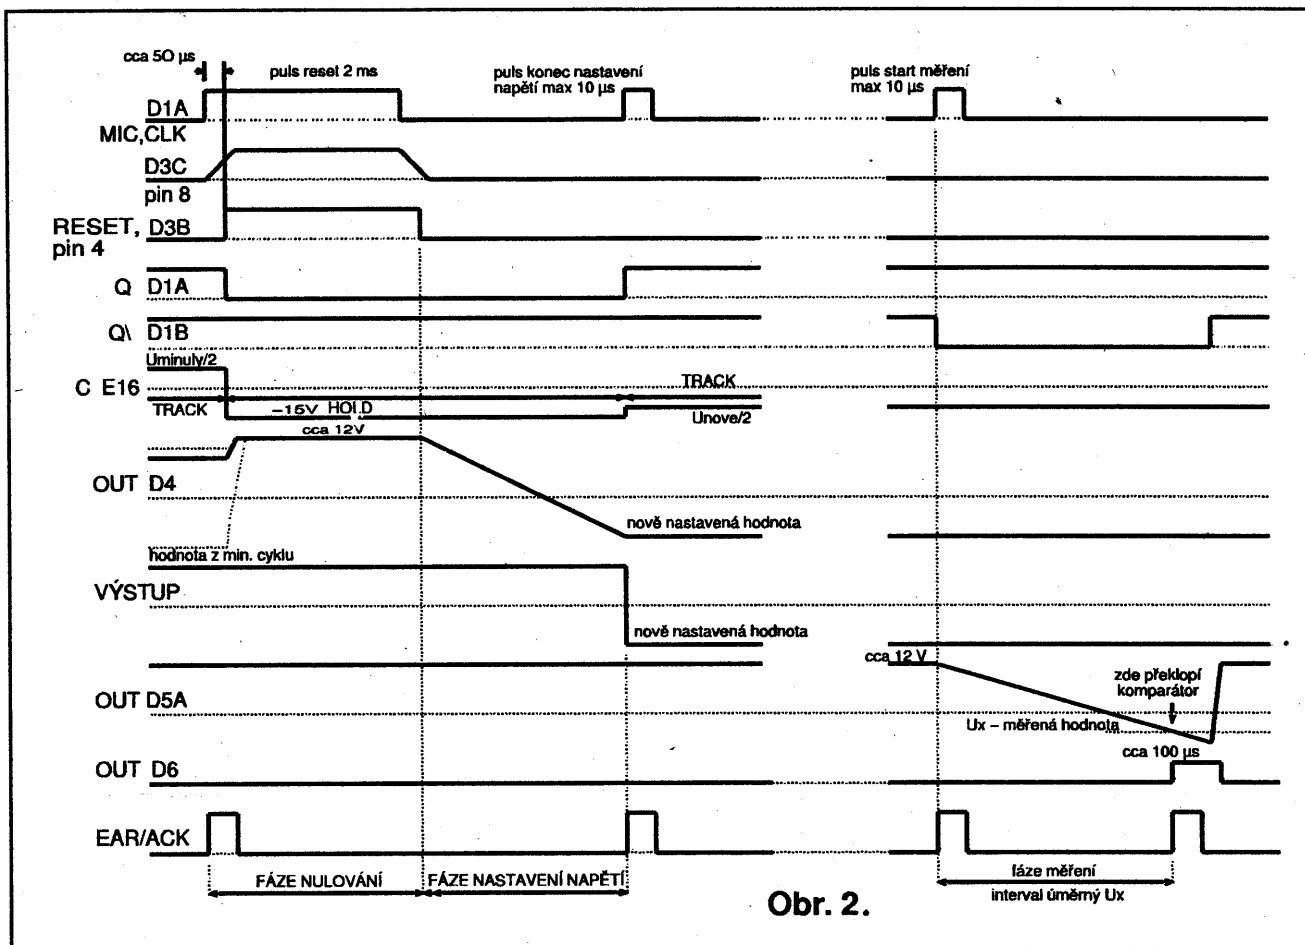 cca 50 µs
puls reset 2 ms
puls konec nastavení
napětí max 10 µs
puls start měření
max 10 µs
D1A
MIC,CLK
D3C
pin 8
RESET, D3B
pin 4
Q D1A
Q\ D1B
Uminuly/2
C E16
TRACK
-15V HOLD
TRACK
Unove/2
cca 12V
OUT D4
nově nastavená hodnota
hodnota z min. cyklu
VÝSTUP
nově nastavená hodnota
cca 12 V
zde překlopí
komparátor
OUT D5A
Ux – měřená hodnota
cca 100 µs
OUT D6
EAR/ACK
FÁZE NULOVÁNÍ
FÁZE NASTAVENÍ NAPĚTÍ
fáze měření
interval úměrný Ux
Obr. 2.